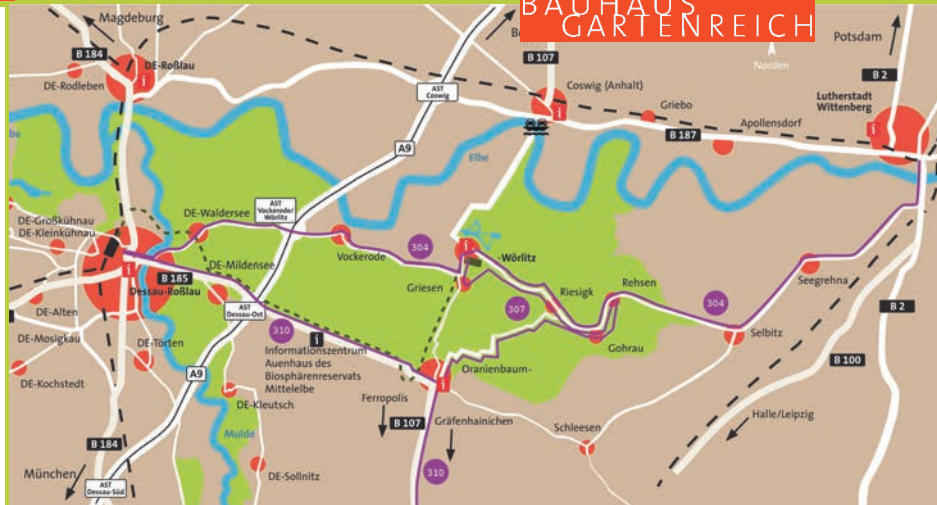 BAUHAUS
GARTENREICH
Magdeburg
B 184
DE-Roßlau
i
DE-Rodleben
AST
Coswig
B 107
Coswig (Anhalt)
i
Norden
Potsdam
B 2
Griebo
Lutherstadt
Wittenberg
i
Apollensdorf
B 187
Elbe
A9
DE-Großkühnau
DE-Kleinkühnau
DE-Waldersee
AST
Vockerode/
Wörlitz
304
i
-Wörlitz
Vockerode
DE-Mildensee
B 185
i
Dessau-Roßlau
Griesen
307
Riesigk
Rehsen
304
Seegrehna
B 2
DE-Alten
AST
Dessau-Ost
310
i
Informationszentrum
Auenhaus des
Biosphärenreservats
Mittelelbe
Gohrau
Selbitz
DE-Mosigkau
DE-Törten
Oranienbaum-
i
B 100
DE-Kochstedt
A9
DE-Kleutsch
Ferropolis
B 107
Gräfenhainichen
Schleesen
Halle/Leipzig
Mulde
B 184
München
AST
Dessau-Süd
DE-Sollnitz
310